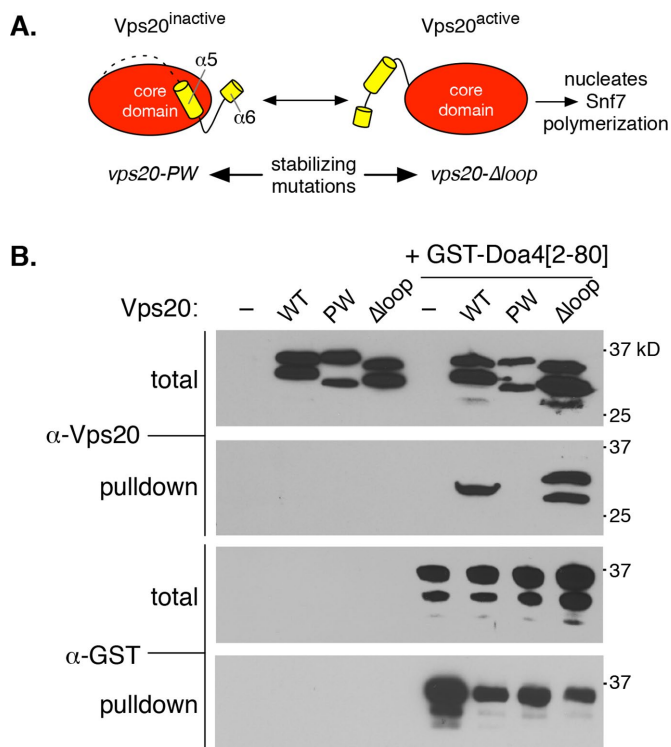 A.
Vps20inactive
Vps20active
α5
core
domain
α6
core
domain
nucleates
Snf7
polymerization
vps20-PW
stabilizing
mutations
vps20-Δloop
B.
+ GST-Doa4[2-80]
Vps20:
– WT PW Δloop – WT PW Δloop
total
37 kD
25
α-Vps20
pulldown
37
25
total
37
α-GST
pulldown
37